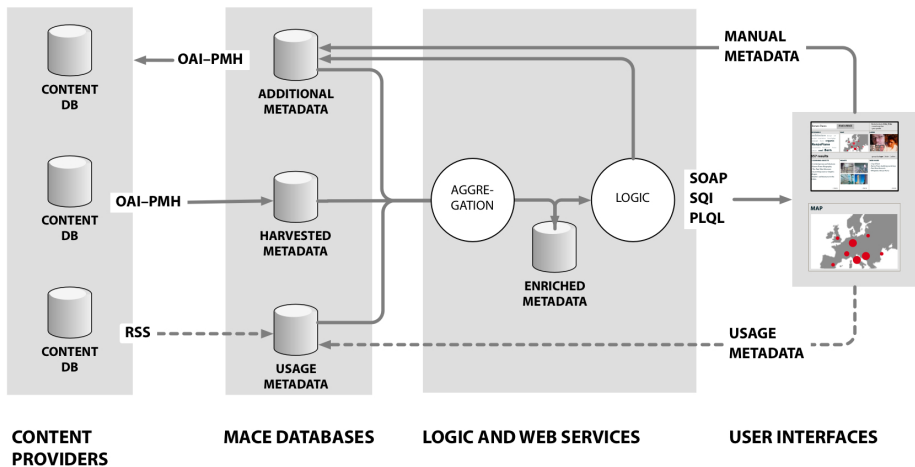 CONTENT
DB
CONTENT
DB
CONTENT
DB
OAI–PMH
OAI–PMH
RSS
ADDITIONAL
METADATA
HARVESTED
METADATA
USAGE
METADATA
AGGRE-
GATION
LOGIC
ENRICHED
METADATA
MANUAL
METADATA
SOAP
SQI
PLQL
USAGE
METADATA
MAP
CONTENT
PROVIDERS
MACE DATABASES
LOGIC AND WEB SERVICES
USER INTERFACES